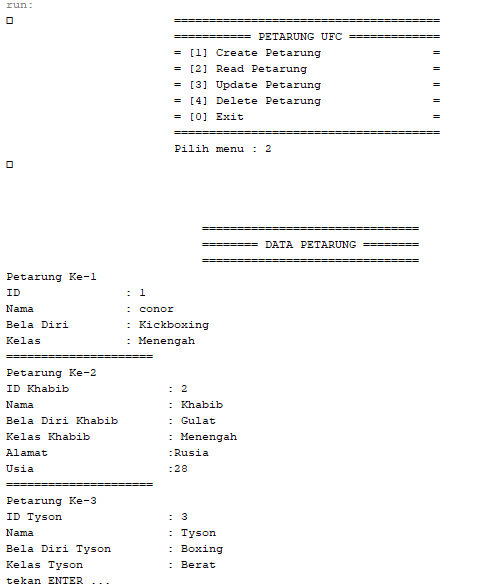 run:
======================================
=========== PETARUNG UFC =============
= [1] Create Petarung                =
= [2] Read Petarung                  =
= [3] Update Petarung                =
= [4] Delete Petarung                =
= [0] Exit                           =
======================================
Pilih menu : 2
===============================
======== DATA PETARUNG ========
===============================
Petarung Ke-1
ID               : 1
Nama             : conor
Bela Diri        : Kickboxing
Kelas            : Menengah
=====================
Petarung Ke-2
ID Khabib              : 2
Nama                   : Khabib
Bela Diri Khabib       : Gulat
Kelas Khabib           : Menengah
Alamat                 :Rusia
Usia                   :28
=====================
Petarung Ke-3
ID Tyson               : 3
Nama                   : Tyson
Bela Diri Tyson        : Boxing
Kelas Tyson            : Berat
tekan ENTER ...